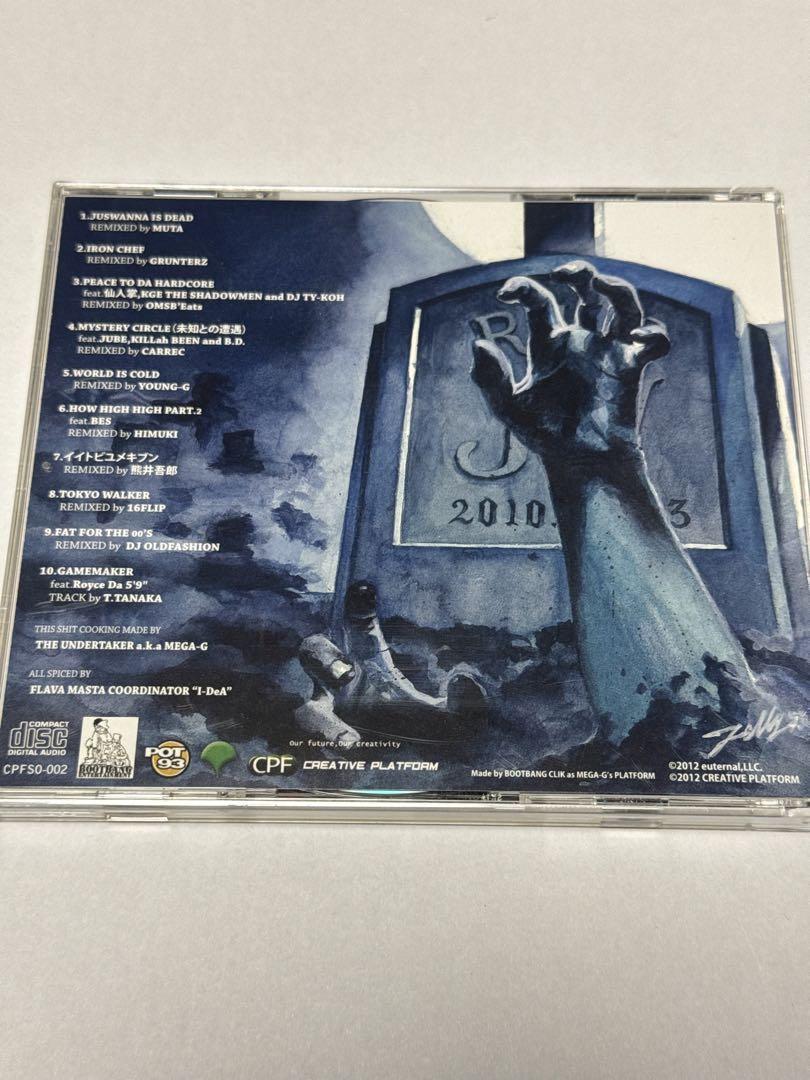 1.JUSWANNA IS DEAD
REMIXED by MUTA
2.IRON CHEF
REMIXED by GRUNTERZ
3.PEACE TO DA HARDCORE
feat.仙人掌,KGE THE SHADOWMEN and DJ TY-KOH
REMIXED by OMSB'Eats
4.MYSTERY CIRCLE(未知との遭遇)
feat.JUBE,KILLah BEEN and B.D.
REMIXED by CARREC
5.WORLD IS COLD
REMIXED by YOUNG-G
6.HOW HIGH HIGH PART.2
feat.BES
REMIXED by HIMUKI
7.イイトビユメキブン
REMIXED by 熊井吾郎
8.TOKYO WALKER
REMIXED by 16FLIP
9.FAT FOR THE 00'S
REMIXED by DJ OLDFASHION
10.GAMEMAKER
feat.Royce Da 5'9"
TRACK by T.TANAKA
THIS SHIT COOKING MADE BY
THE UNDERTAKER a.k.a MEGA-G
ALL SPICED BY
FLAVA MASTA COORDINATOR "I-DeA"
R
J
2010. 3
COMPACT
disc
DIGITAL AUDIO
CPFS0-002
BOOTBANG
POT
93
Our future,Our creativity
CPF CREATIVE PLATFORM
Made by BOOTBANG CLIK as MEGA-G's PLATFORM
©2012 euternal,LLC.
©2012 CREATIVE PLATFORM